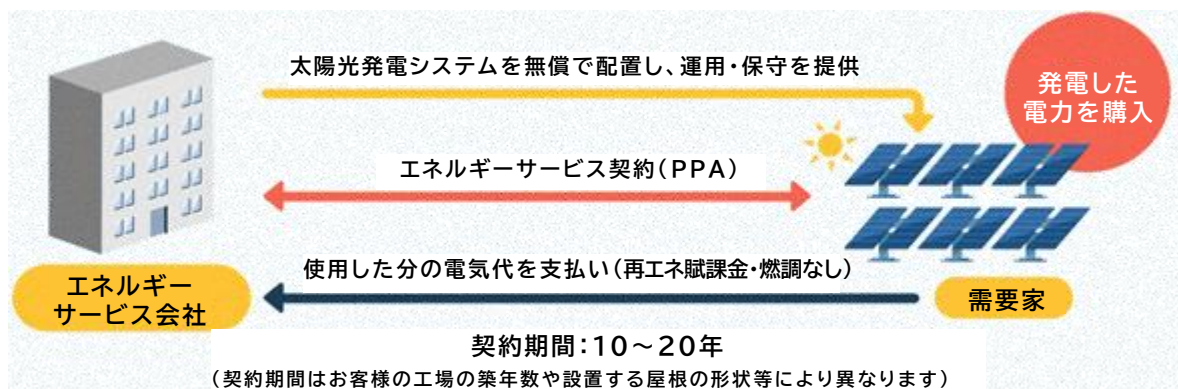 太陽光発電システムを無償で配置し、運用・保守を提供
発電した
電力を購入
エネルギーサービス契約(PPA)
使用した分の電気代を支払い(再エネ賦課金・燃調なし)
エネルギー
サービス会社
需要家
契約期間:10〜20年
(契約期間はお客様の工場の築年数や設置する屋根の形状等により異なります)